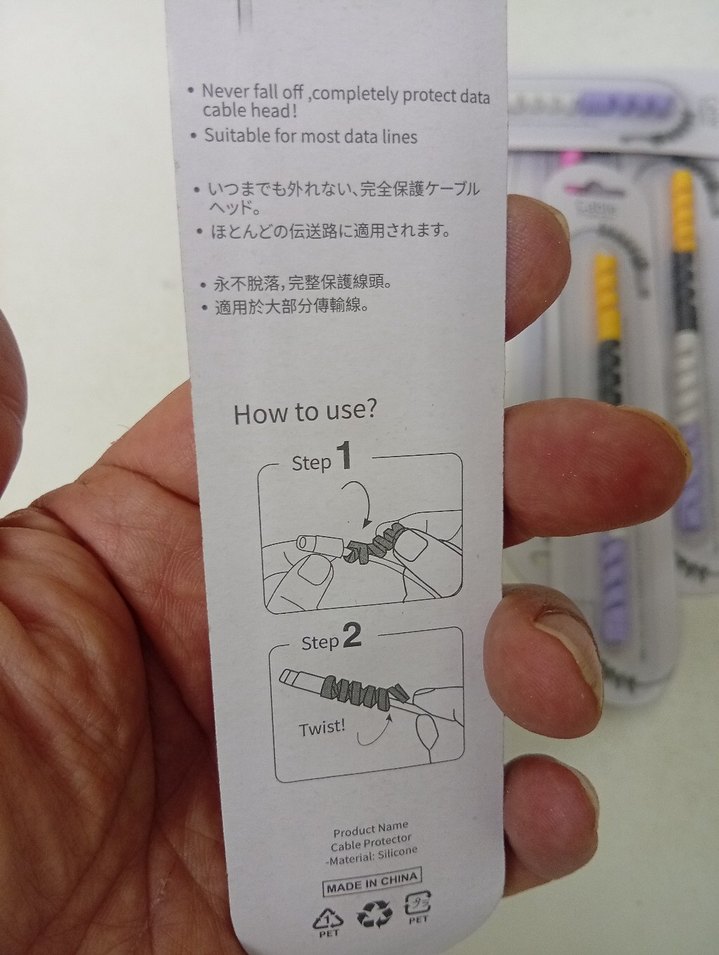 • Never fall off ,completely protect data
cable head!
• Suitable for most data lines
• いつまでも外れない、完全保護ケーブル
ヘッド。
• ほとんどの伝送路に適用されます。
• 永不脫落，完整保護線頭。
• 適用於大部分傳輸線。
How to use?
Step 1
Step 2
Twist!
Product Name
Cable Protector
-Material: Silicone
MADE IN CHINA
1
PET
PET
Cable